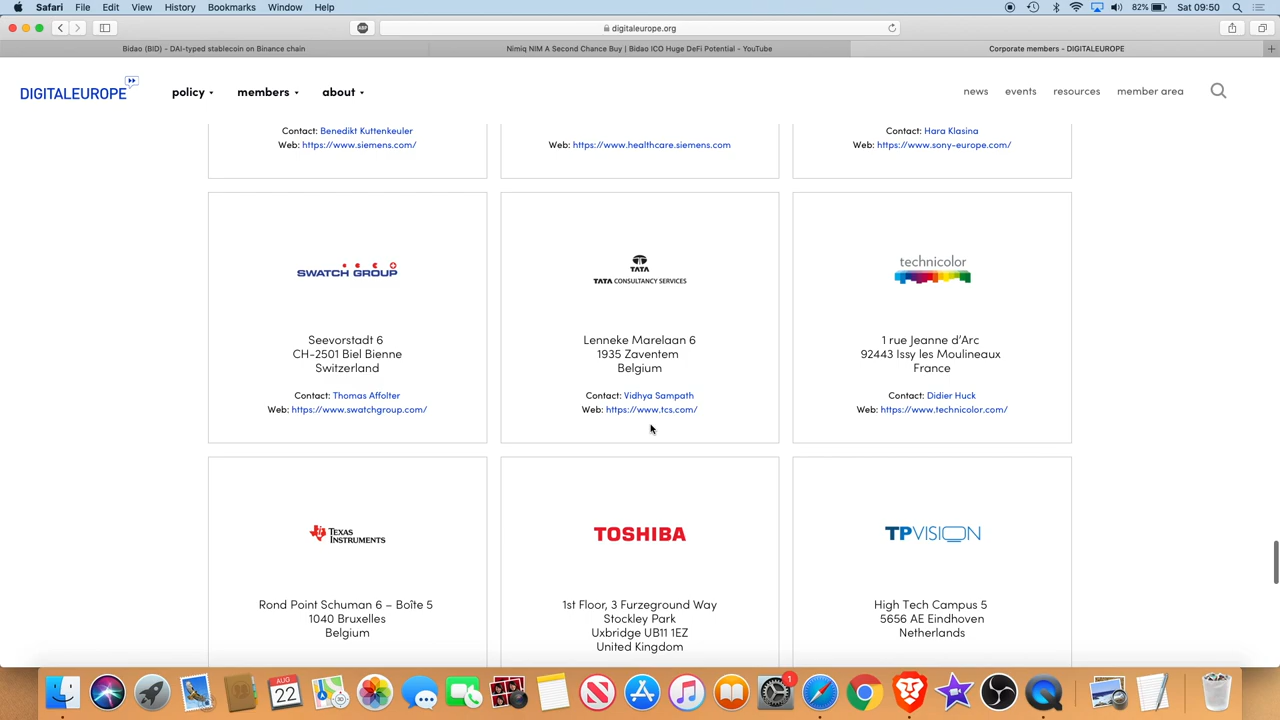 Safari File Edit View History Bookmarks Window Help
82% Sat 09:50
digitaleurope.org
Bidao (BID) - DAI-typed stablecoin on Binance chain
Nimiq NIM A Second Chance Buy | Bidao ICO Huge DeFi Potential - YouTube
Corporate members - DIGITALEUROPE
DIGITALEUROPE
policy members about
news events resources member area
Contact: Benedikt Kuttenkeuler
Web: https://www.siemens.com/
Web: https://www.healthcare.siemens.com
Contact: Hara Klasina
Web: https://www.sony-europe.com/
SWATCH GROUP
Seevorstadt 6
CH-2501 Biel Bienne
Switzerland
Contact: Thomas Affolter
Web: https://www.swatchgroup.com/
TATA
TATA CONSULTANCY SERVICES
Lenneke Marelaan 6
1935 Zaventem
Belgium
Contact: Vidhya Sampath
Web: https://www.tcs.com/
technicolor
1 rue Jeanne d’Arc
92443 Issy les Moulineaux
France
Contact: Didier Huck
Web: https://www.technicolor.com/
TEXAS
INSTRUMENTS
Rond Point Schuman 6 – Boîte 5
1040 Bruxelles
Belgium
TOSHIBA
1st Floor, 3 Furzeground Way
Stockley Park
Uxbridge UB11 1EZ
United Kingdom
TPVISION
High Tech Campus 5
5656 AE Eindhoven
Netherlands
AUG
22
1